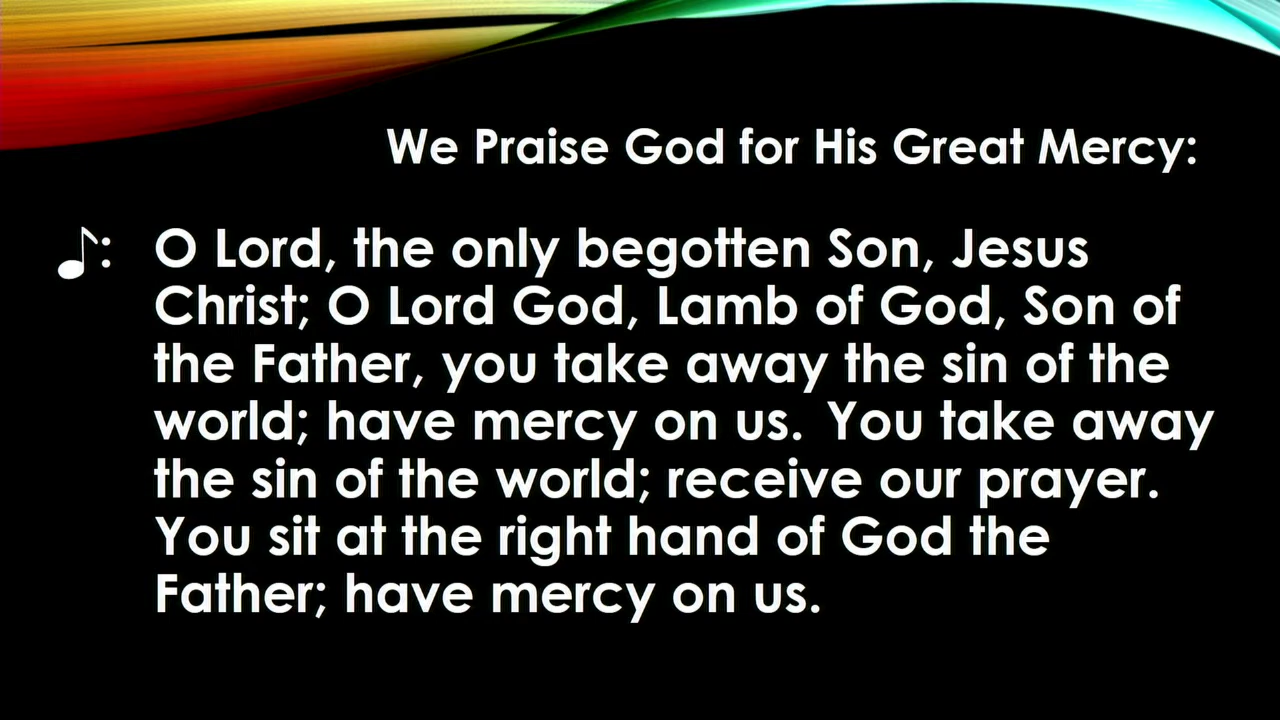 We Praise God for His Great Mercy:
♪: O Lord, the only begotten Son, Jesus
Christ; O Lord God, Lamb of God, Son of
the Father, you take away the sin of the
world; have mercy on us. You take away
the sin of the world; receive our prayer.
You sit at the right hand of God the
Father; have mercy on us.